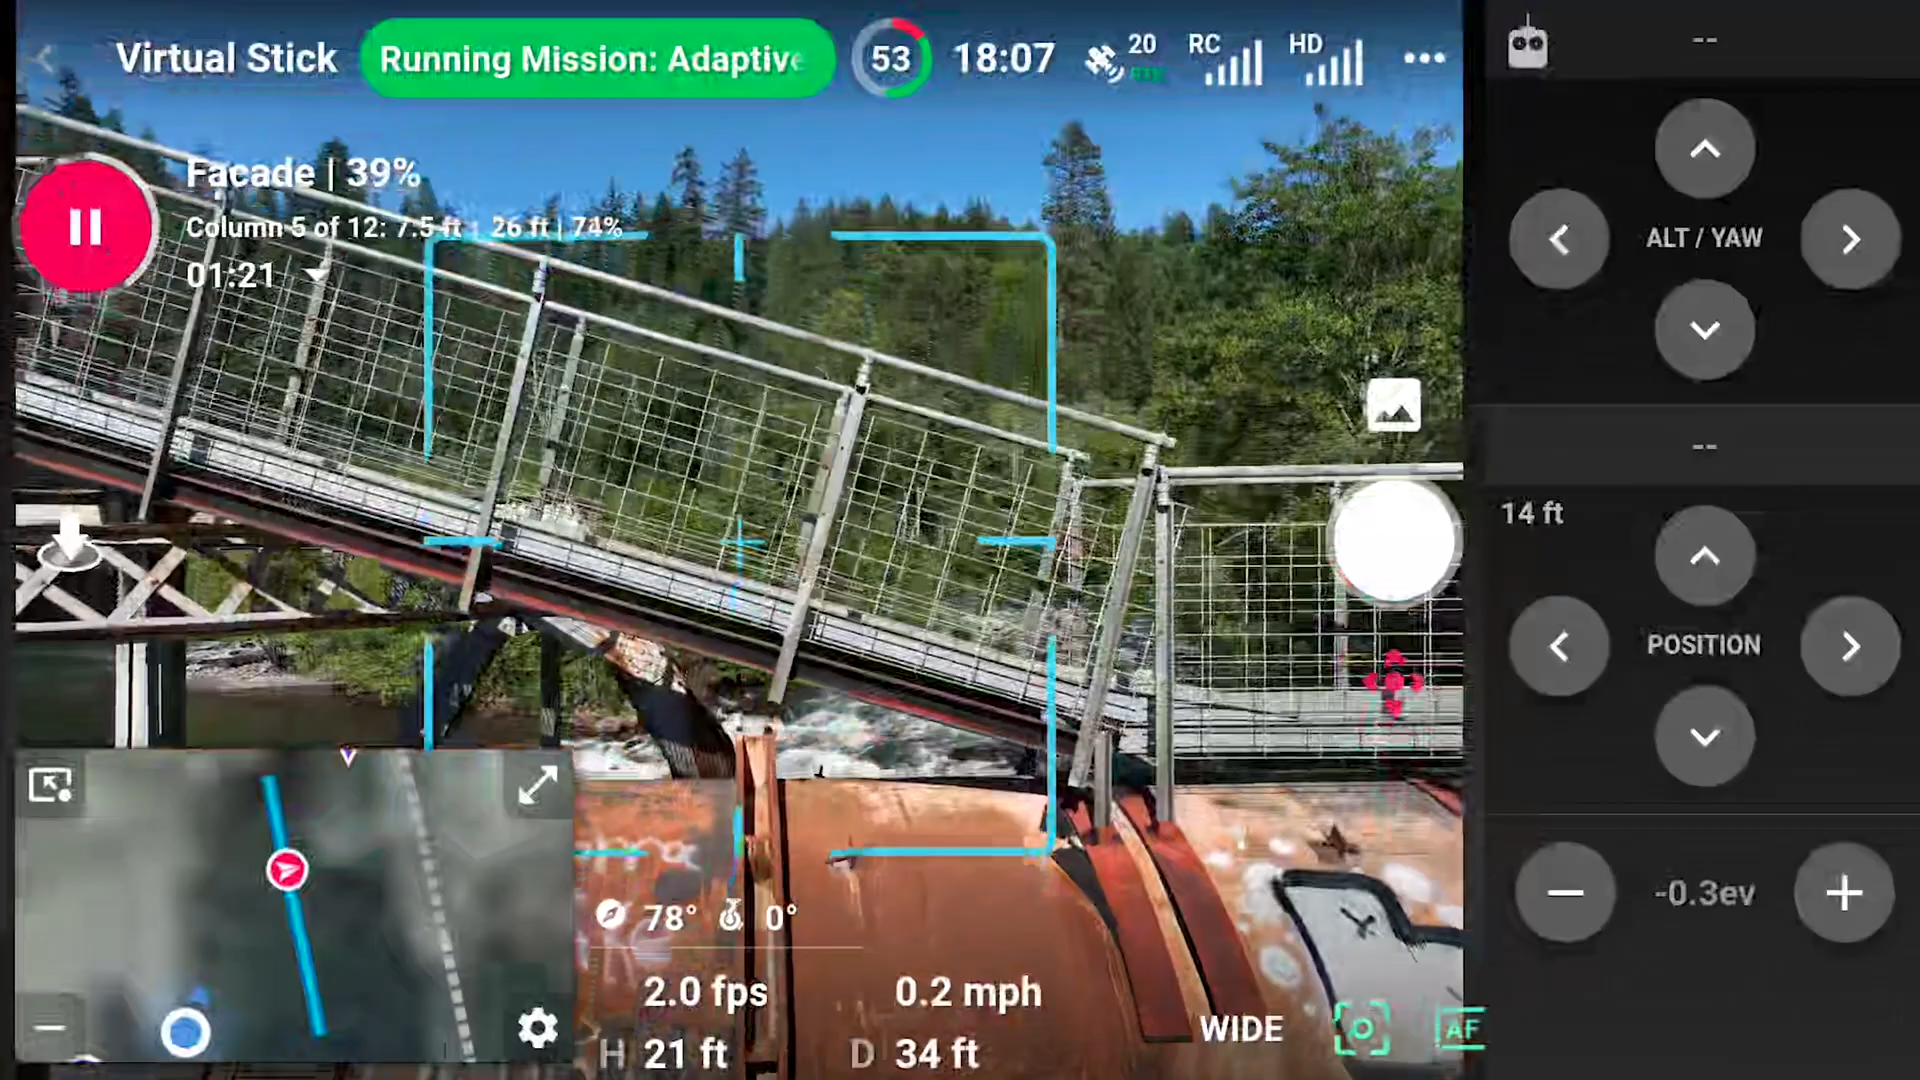 Virtual Stick
Running Mission: Adaptive
53
18:07
20
RTK
RC
HD
--
Facade | 39%
Column 5 of 12: 7.5 ft | 26 ft | 74%
01:21
ALT / YAW
--
14 ft
POSITION
-0.3ev
78°
0°
2.0 fps
0.2 mph
H 21 ft
D 34 ft
WIDE
AF